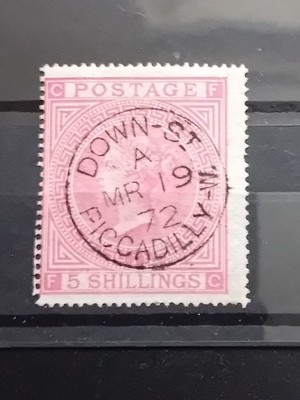 C POSTAGE F
DOWN-ST
A
MR 19
72
PICCADILLY-W.
F 5 SHILLINGS C